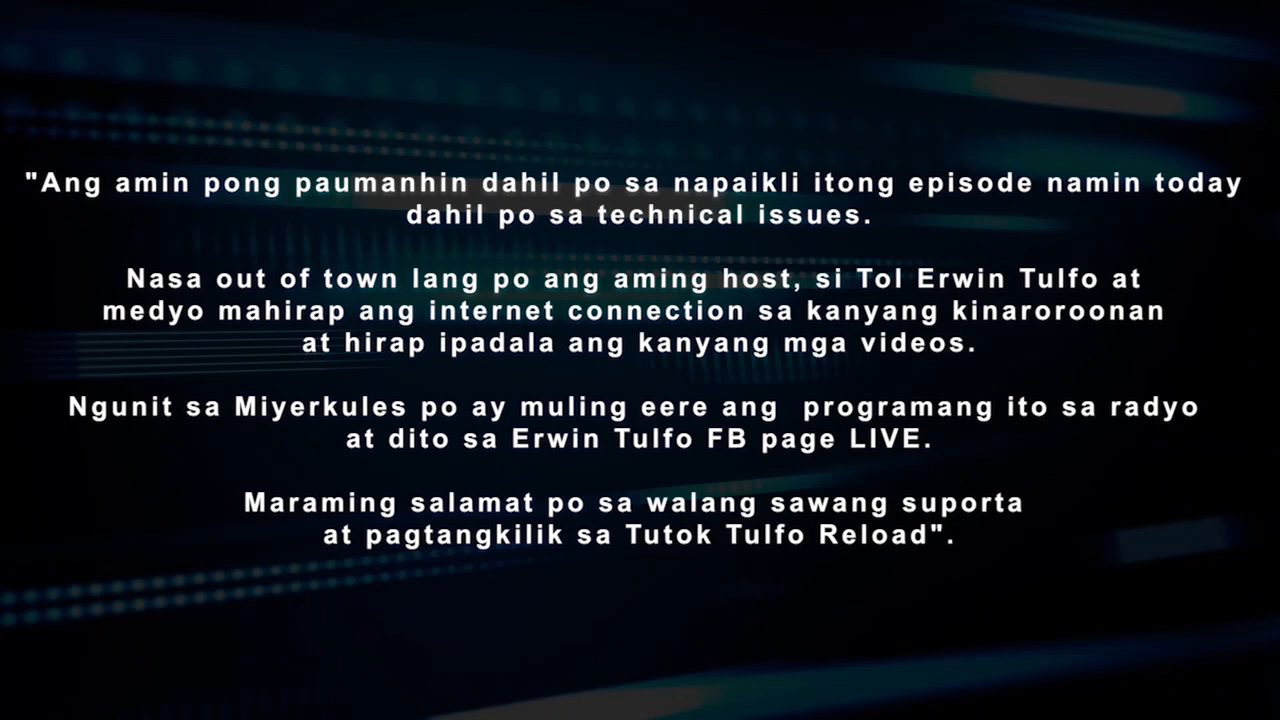 "Ang amin pong paumanhin dahil po sa napaikli itong episode namin today
dahil po sa technical issues.
Nasa out of town lang po ang aming host, si Tol Erwin Tulfo at
medyo mahirap ang internet connection sa kanyang kinaroroonan
at hirap ipadala ang kanyang mga videos.
Ngunit sa Miyerkules po ay muling eere ang  programang ito sa radyo
at dito sa Erwin Tulfo FB page LIVE.
Maraming salamat po sa walang sawang suporta
at pagtangkilik sa Tutok Tulfo Reload".